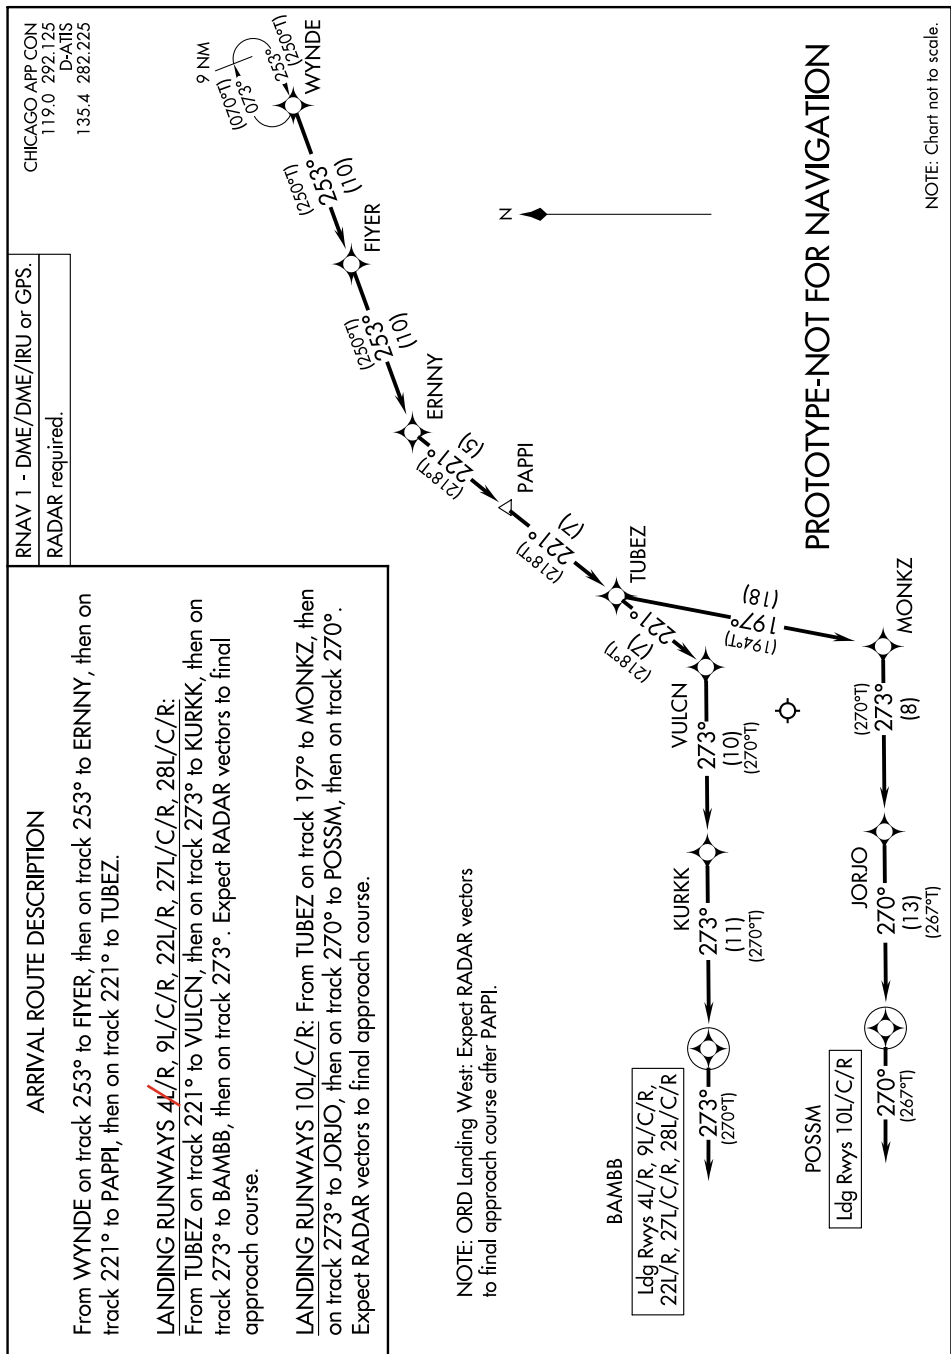 ARRIVAL ROUTE DESCRIPTION
From WYNDE on track 253° to FIYER, then on track 253° to ERNNY, then on
track 221° to PAPPI, then on track 221° to TUBEZ.
LANDING RUNWAYS 4L/R, 9L/C/R, 22L/R, 27L/C/R, 28L/C/R:
From TUBEZ on track 221° to VULCN, then on track 273° to KURKK, then on
track 273° to BAMBB, then on track 273°. Expect RADAR vectors to final
approach course.
LANDING RUNWAYS 10L/C/R: From TUBEZ on track 197° to MONKZ, then
on track 273° to JORJO, then on track 270° to POSSM, then on track 270°.
Expect RADAR vectors to final approach course.
RNAV 1 - DME/DME/IRU or GPS.
RADAR required.
CHICAGO APP CON
119.0 292.125
D-ATIS
135.4 282.225
9 NM
(070°T)
073°
253°
(250°T)
WYNDE
(250°T)
253°
(10)
FIYER
(250°T)
253°
(10)
ERNNY
(218°T)
221°
(5)
PAPPI
(218°T)
221°
(7)
TUBEZ
N
(218°T)
(7)
221°
VULCN
(194°T)
197°
(18)
MONKZ
273°
(10)
(270°T)
KURKK
273°
(11)
(270°T)
(270°T)
273°
(8)
JORJO
270°
(13)
(267°T)
NOTE: ORD Landing West: Expect RADAR vectors
to final approach course after PAPPI.
BAMBB
Ldg Rwys 4L/R, 9L/C/R,
22L/R, 27L/C/R, 28L/C/R
273°
(270°T)
POSSM
Ldg Rwys 10L/C/R
270°
(267°T)
PROTOTYPE-NOT FOR NAVIGATION
NOTE: Chart not to scale.